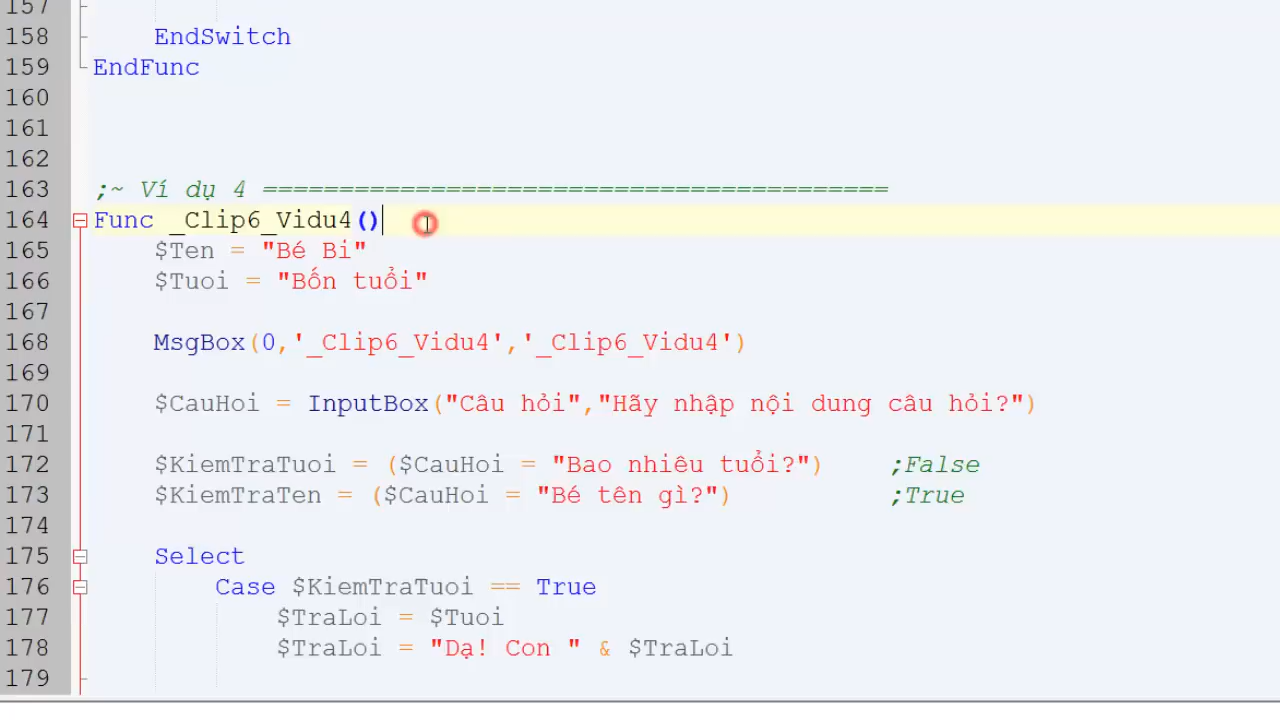 157
158 EndSwitch
159 EndFunc
160
161
162
163 ;~ Ví dụ 4 =========================================
164 Func _Clip6_Vidu4()
165 $Ten = "Bé Bi"
166 $Tuoi = "Bốn tuổi"
167
168 MsgBox(0,'_Clip6_Vidu4','_Clip6_Vidu4')
169
170 $CauHoi = InputBox("Câu hỏi","Hãy nhập nội dung câu hỏi?")
171
172 $KiemTraTuoi = ($CauHoi = "Bao nhiêu tuổi?") ;False
173 $KiemTraTen = ($CauHoi = "Bé tên gì?") ;True
174
175 Select
176 Case $KiemTraTuoi == True
177 $TraLoi = $Tuoi
178 $TraLoi = "Dạ! Con " & $TraLoi
179